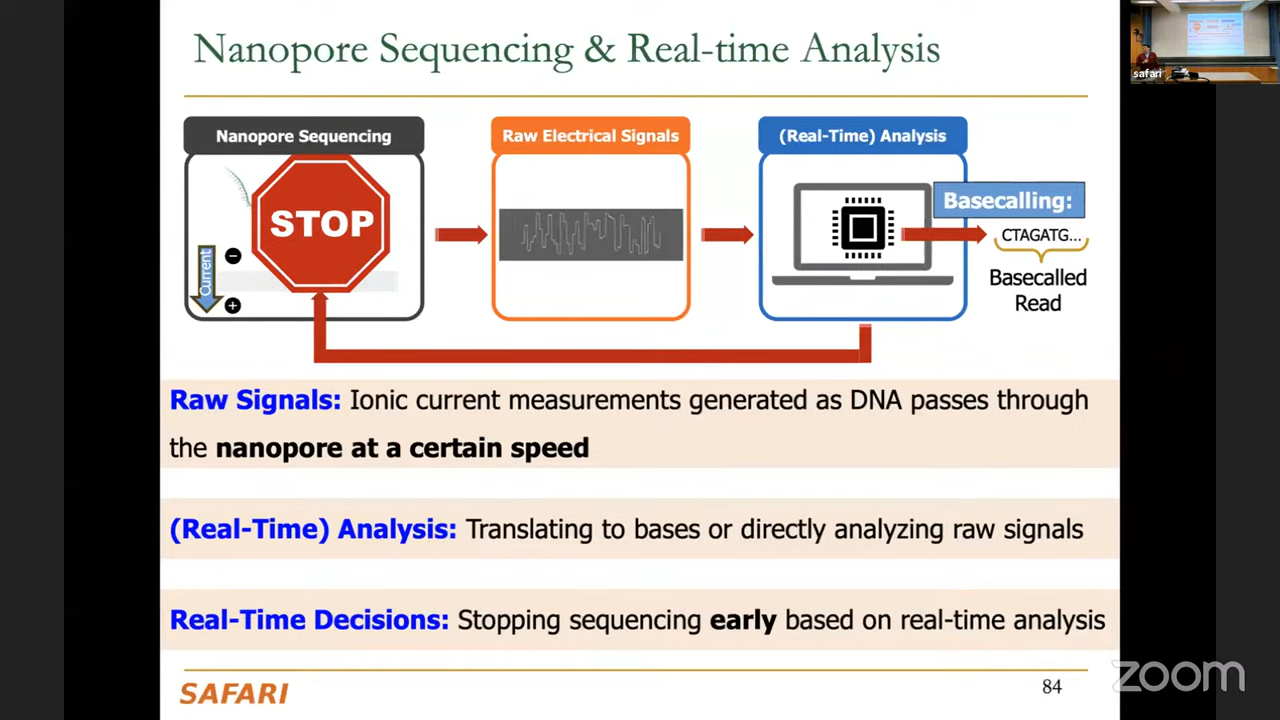 Nanopore Sequencing & Real-time Analysis
safari
Nanopore Sequencing
Raw Electrical Signals
(Real-Time) Analysis
STOP
Current
−
+
Basecalling:
CTAGATG...
Basecalled
Read
Raw Signals: Ionic current measurements generated as DNA passes through
the nanopore at a certain speed
(Real-Time) Analysis: Translating to bases or directly analyzing raw signals
Real-Time Decisions: Stopping sequencing early based on real-time analysis
SAFARI
84
zoom